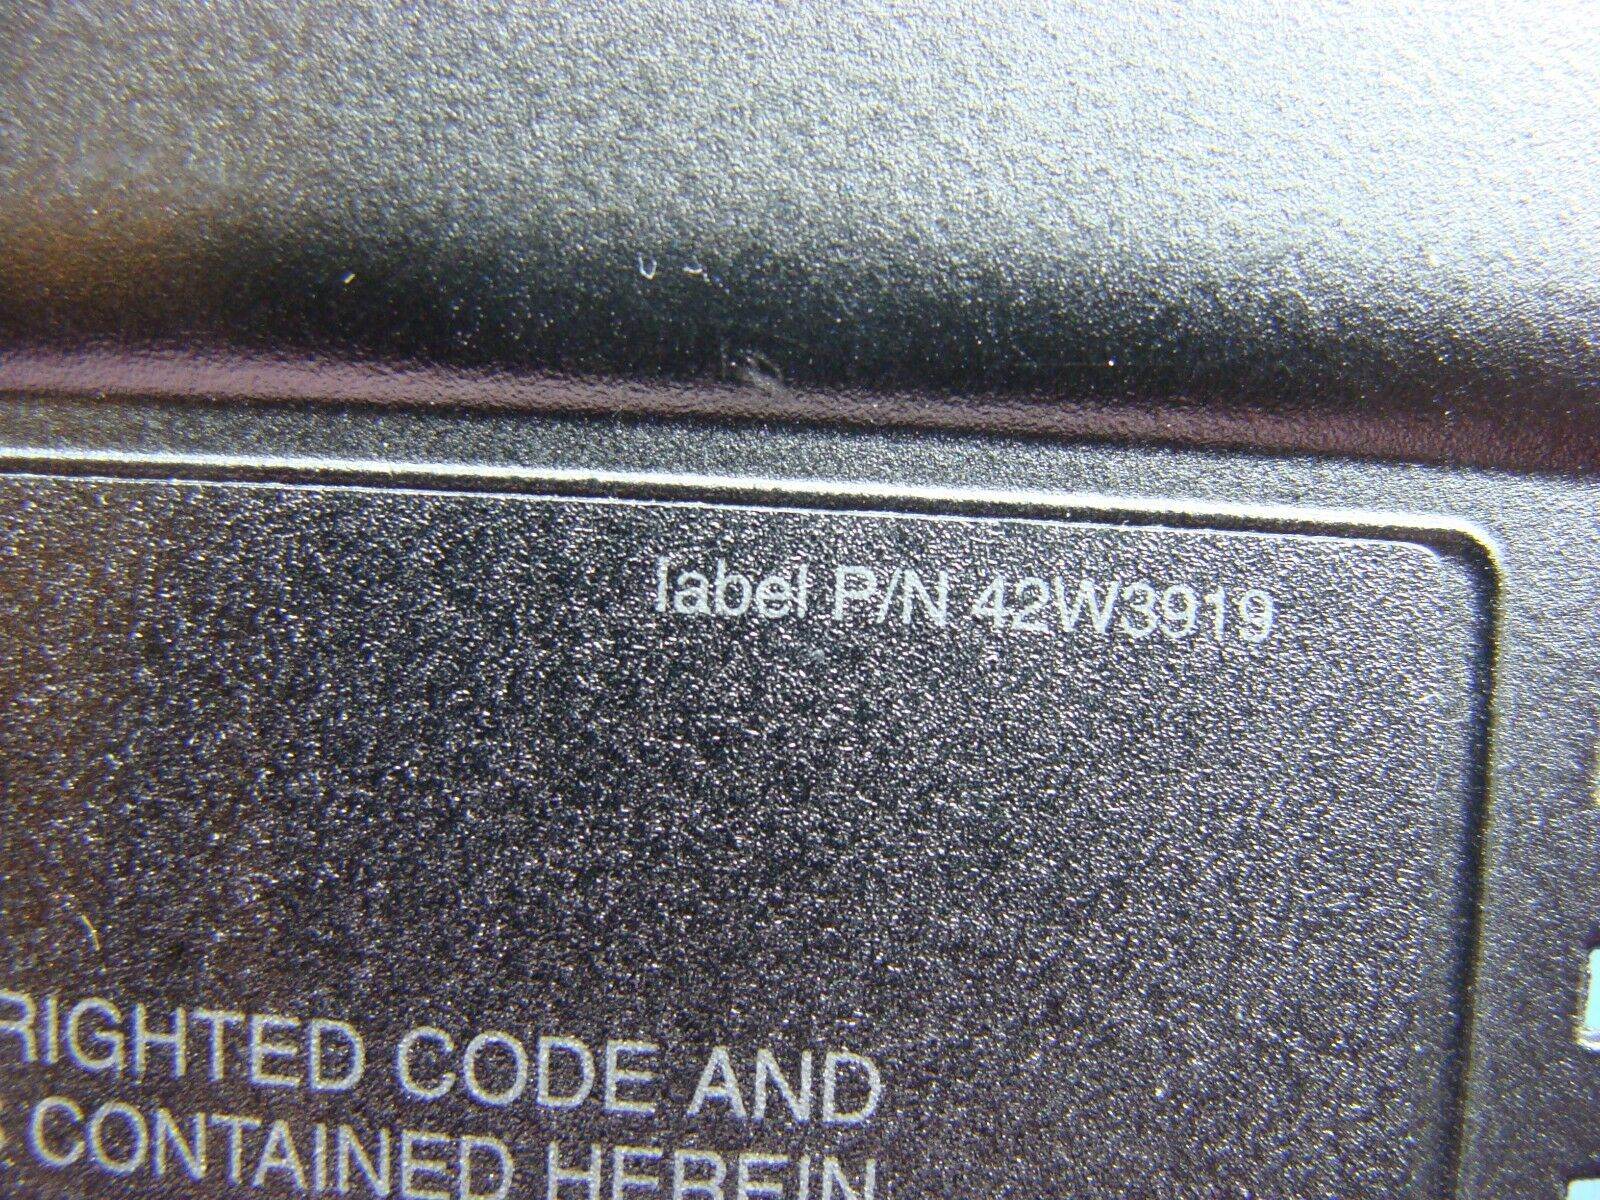 label P/N 42W3919
RIGHTED CODE AND
CONTAINED HEREIN